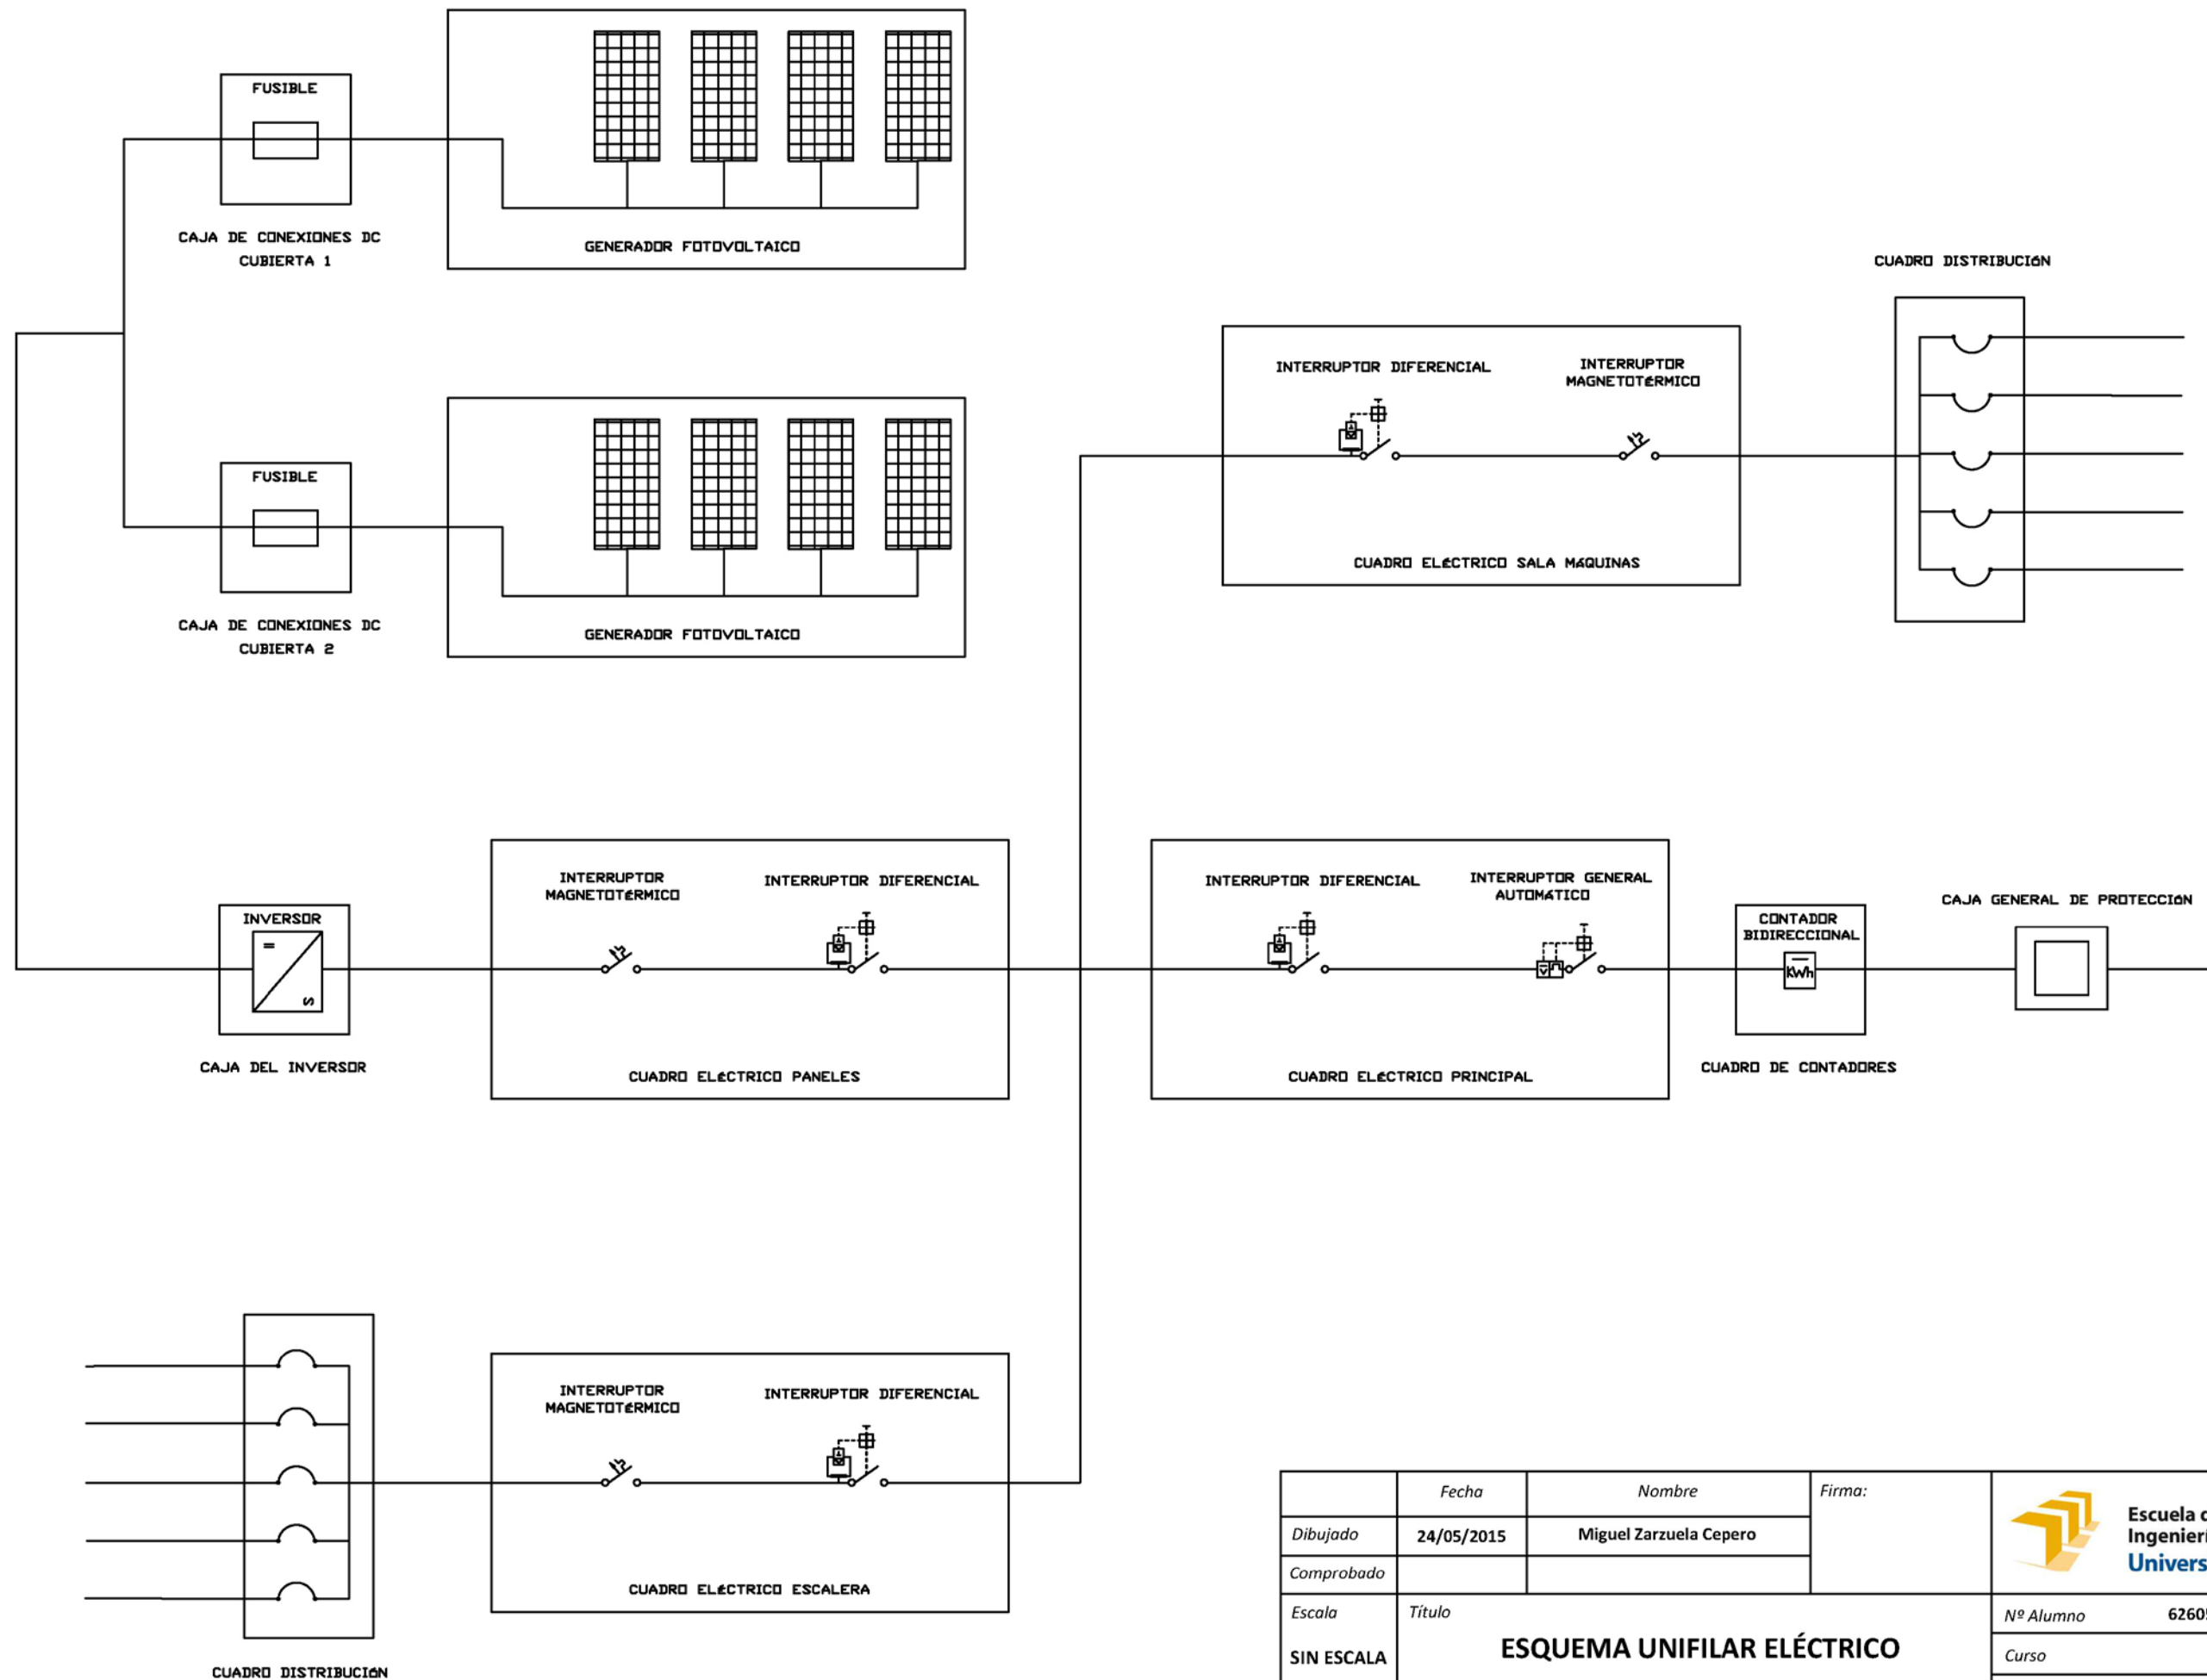 FUSIBLE
CAJA DE CONEXIONES DC
CUBIERTA 1
GENERADOR FOTOVOLTAICO
CUADRO DISTRIBUCIÓN
INTERRUPTOR DIFERENCIAL
INTERRUPTOR
MAGNETOTÉRMICO
CUADRO ELÉCTRICO SALA MÁQUINAS
FUSIBLE
CAJA DE CONEXIONES DC
CUBIERTA 2
GENERADOR FOTOVOLTAICO
INVERSOR
CAJA DEL INVERSOR
INTERRUPTOR
MAGNETOTÉRMICO
INTERRUPTOR DIFERENCIAL
CUADRO ELÉCTRICO PANELES
INTERRUPTOR DIFERENCIAL
INTERRUPTOR GENERAL
AUTOMÁTICO
CUADRO ELÉCTRICO PRINCIPAL
CONTADOR
BIDIRECCIONAL
kWh
CUADRO DE CONTADORES
CAJA GENERAL DE PROTECCIÓN
INTERRUPTOR
MAGNETOTÉRMICO
INTERRUPTOR DIFERENCIAL
CUADRO ELÉCTRICO ESCALERA
CUADRO DISTRIBUCIÓN
Fecha
Nombre
Firma:
Dibujado
24/05/2015
Miguel Zarzuela Cepero
Comprobado
Escala
SIN ESCALA
Título
ESQUEMA UNIFILAR ELÉCTRICO
Escuela
Nº Alumno
Curso